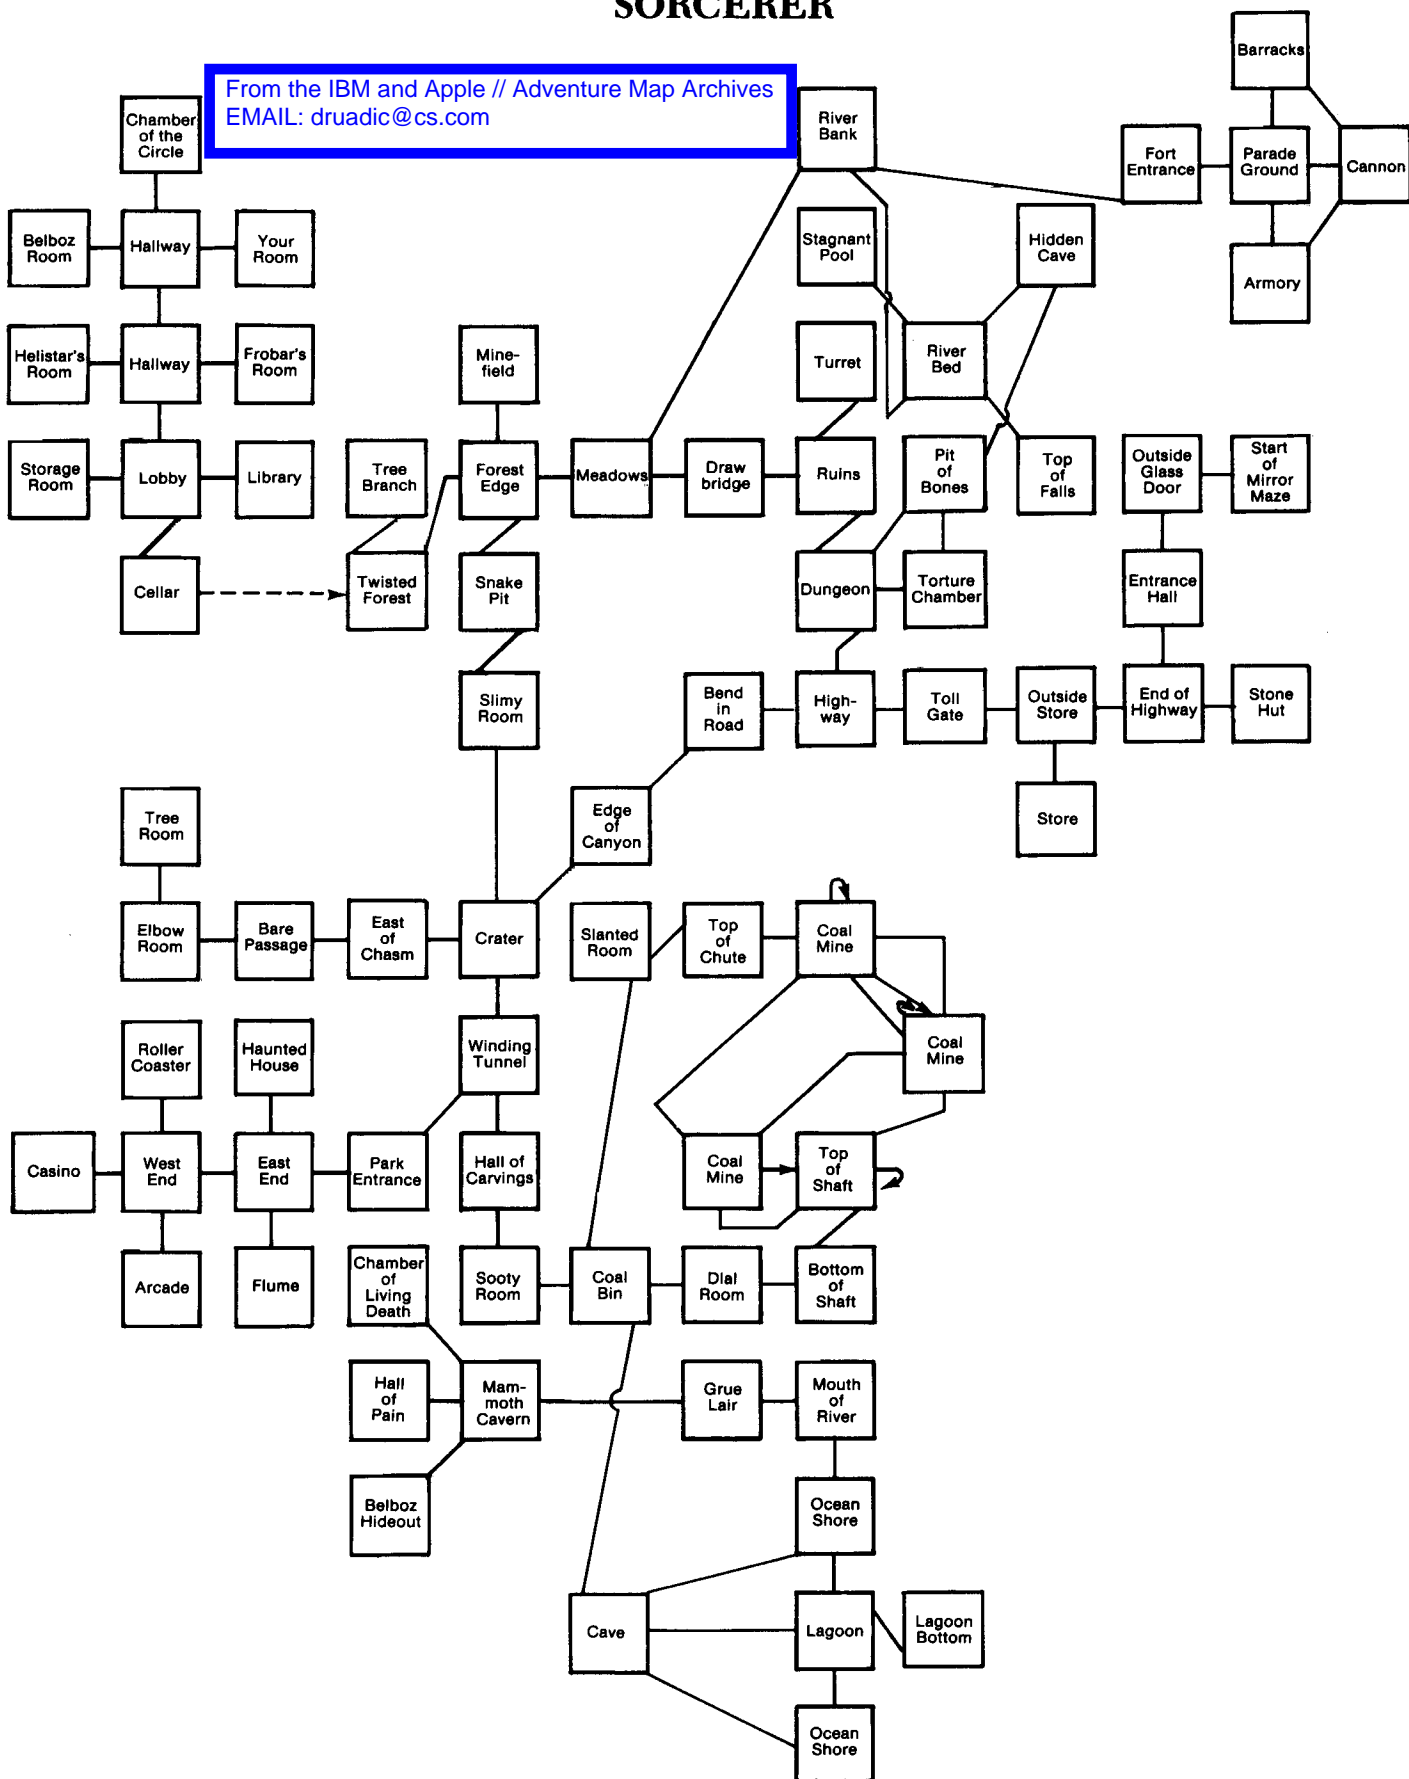 SORCERER
From the IBM and Apple // Adventure Map Archives
EMAIL: druadic@cs.com
Barracks
Chamber
of the
Circle
River
Bank
Fort
Entrance
Parade
Ground
Cannon
Belboz
Room
Hallway
Your
Room
Stagnant
Pool
Hidden
Cave
Armory
Helistar's
Room
Hallway
Frobar's
Room
Mine-
field
Turret
River
Bed
Storage
Room
Lobby
Library
Tree
Branch
Forest
Edge
Meadows
Draw
bridge
Ruins
Pit
of
Bones
Top
of
Falls
Outside
Glass
Door
Start
of
Mirror
Maze
Cellar
Twisted
Forest
Snake
Pit
Dungeon
Torture
Chamber
Entrance
Hall
Slimy
Room
Bend
in
Road
High-
way
Toll
Gate
Outside
Store
End of
Highway
Stone
Hut
Tree
Room
Edge
of
Canyon
Store
Elbow
Room
Bare
Passage
East
of
Chasm
Crater
Slanted
Room
Top
of
Chute
Coal
Mine
Roller
Coaster
Haunted
House
Winding
Tunnel
Coal
Mine
Casino
West
End
East
End
Park
Entrance
Hall of
Carvings
Coal
Mine
Top
of
Shaft
Arcade
Flume
Chamber
of
Living
Death
Sooty
Room
Coal
Bin
Dial
Room
Bottom
of
Shaft
Hall
of
Pain
Mam-
moth
Cavern
Grue
Lair
Mouth
of
River
Belboz
Hideout
Ocean
Shore
Cave
Lagoon
Lagoon
Bottom
Ocean
Shore